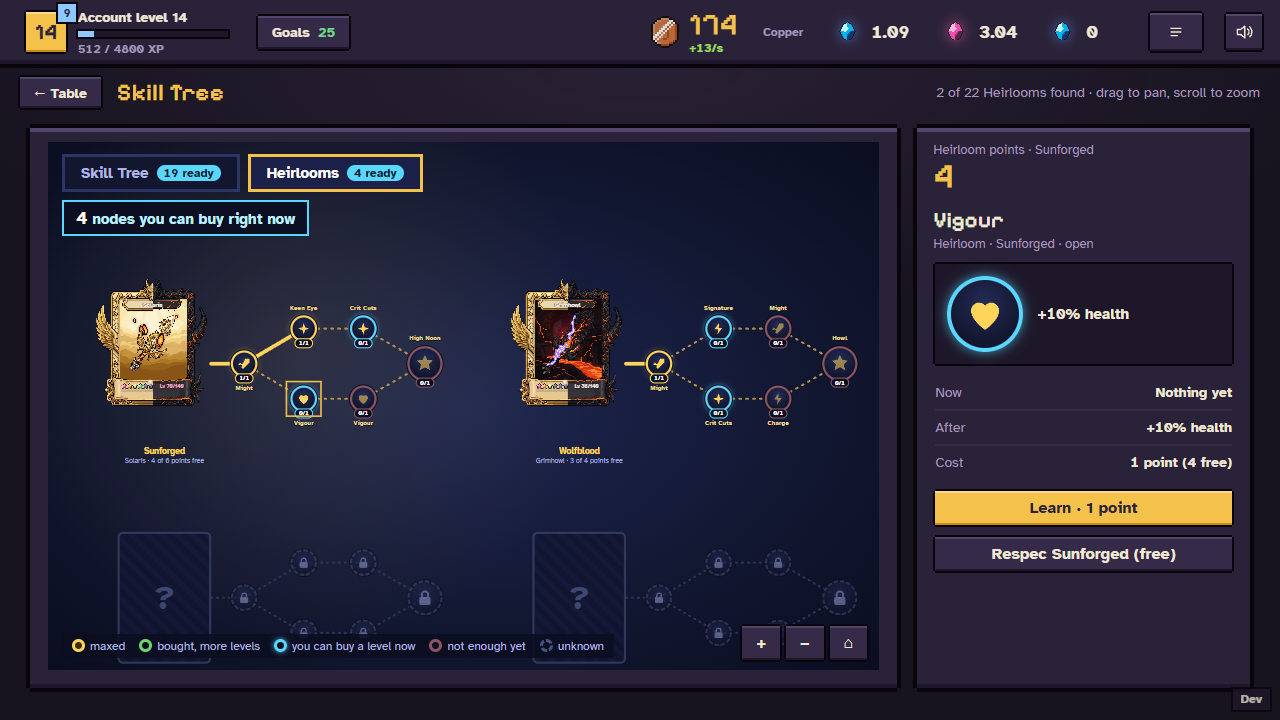 14
9
Account level 14
512 / 4800 XP
Goals 25
174
+13/s
Copper
1.09
3.04
0
← Table
Skill Tree
2 of 22 Heirlooms found · drag to pan, scroll to zoom
Skill Tree 19 ready
Heirlooms 4 ready
4 nodes you can buy right now
Keen Eye
1/1
Crit Cuts
0/1
High Noon
0/1
1/1
Might
0/1
Vigour
0/1
Vigour
Lv 70/140
Sunforged
Solaris · 4 of 6 points free
Signature
0/1
Might
0/1
Howl
0/1
1/1
Might
0/1
Crit Cuts
0/1
Charge
Wolfblood
Grimhowl · 3 of 4 points free
?
?
maxed
bought, more levels
you can buy a level now
not enough yet
unknown
+
−
Heirloom points · Sunforged
4
Vigour
Heirloom · Sunforged · open
+10% health
Now Nothing yet
After +10% health
Cost 1 point (4 free)
Learn · 1 point
Respec Sunforged (free)
Dev